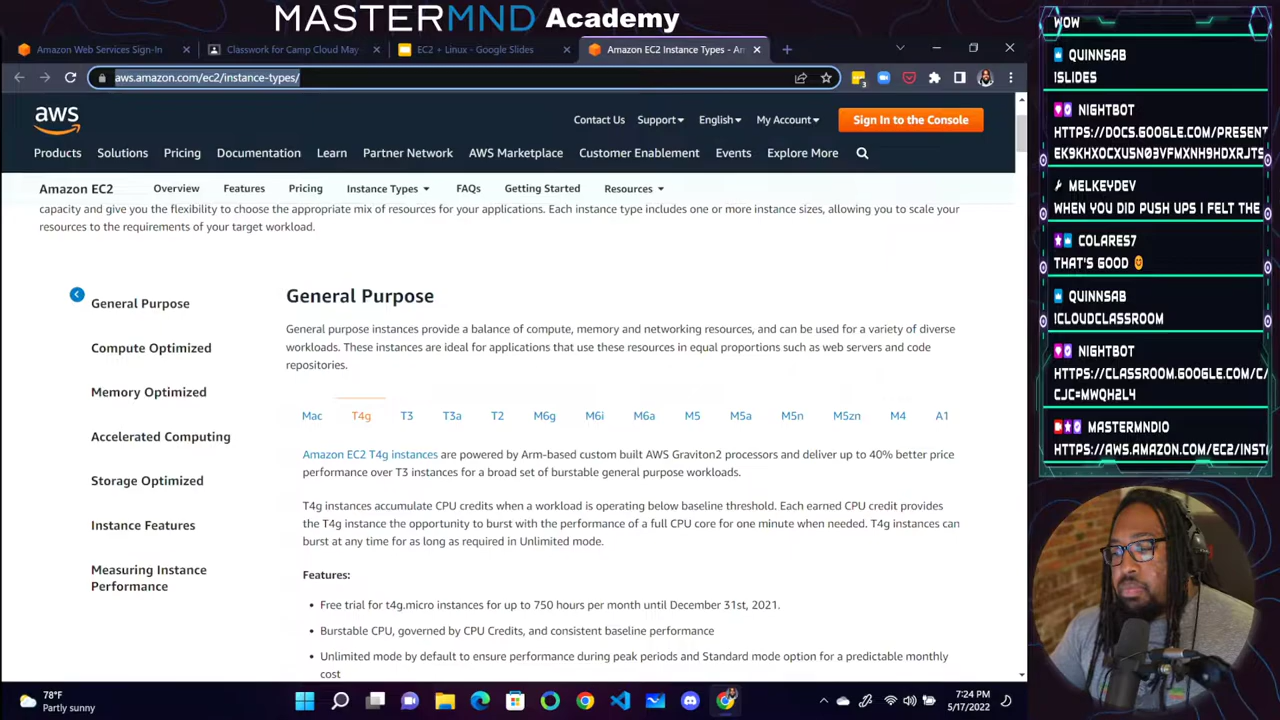 MASTERMND Academy
WOW
Amazon Web Services Sign-In
Classwork for Camp Cloud May
EC2 + Linux - Google Slides
Amazon EC2 Instance Types - Am
QUINNSAB
!SLIDES
aws.amazon.com/ec2/instance-types/
3
NIGHTBOT
HTTPS://DOCS.GOOGLE.COM/PRESENT
aws
Contact Us
Support
English
My Account
Sign In to the Console
Products
Solutions
Pricing
Documentation
Learn
Partner Network
AWS Marketplace
Customer Enablement
Events
Explore More
MELKEYDEV
WHEN YOU DID PUSH UPS I FELT THE
Amazon EC2
Overview
Features
Pricing
Instance Types
FAQs
Getting Started
Resources
capacity and give you the flexibility to choose the appropriate mix of resources for your applications. Each instance type includes one or more instance sizes, allowing you to scale your
resources to the requirements of your target workload.
COLARES7
THAT'S GOOD
QUINNSAB
!CLOUDCLASSROOM
NIGHTBOT
HTTPS://CLASSROOM.GOOGLE.COM/C/
CJC=MWQH2L4
MASTERMNDIO
HTTPS://AWS.AMAZON.COM/EC2/INST
General Purpose
Compute Optimized
Memory Optimized
Accelerated Computing
Storage Optimized
Instance Features
Measuring Instance
Performance
General Purpose
General purpose instances provide a balance of compute, memory and networking resources, and can be used for a variety of diverse
workloads. These instances are ideal for applications that use these resources in equal proportions such as web servers and code
repositories.
Mac
T4g
T3
T3a
T2
M6g
M6i
M6a
M5
M5a
M5n
M5zn
M4
A1
Amazon EC2 T4g instances are powered by Arm-based custom built AWS Graviton2 processors and deliver up to 40% better price
performance over T3 instances for a broad set of burstable general purpose workloads.
T4g instances accumulate CPU credits when a workload is operating below baseline threshold. Each earned CPU credit provides
the T4g instance the opportunity to burst with the performance of a full CPU core for one minute when needed. T4g instances can
burst at any time for as long as required in Unlimited mode.
Features:
• Free trial for t4g.micro instances for up to 750 hours per month until December 31st, 2021.
• Burstable CPU, governed by CPU Credits, and consistent baseline performance
• Unlimited mode by default to ensure performance during peak periods and Standard mode option for a predictable monthly
cost
78°F
Partly sunny
7:24 PM
5/17/2022